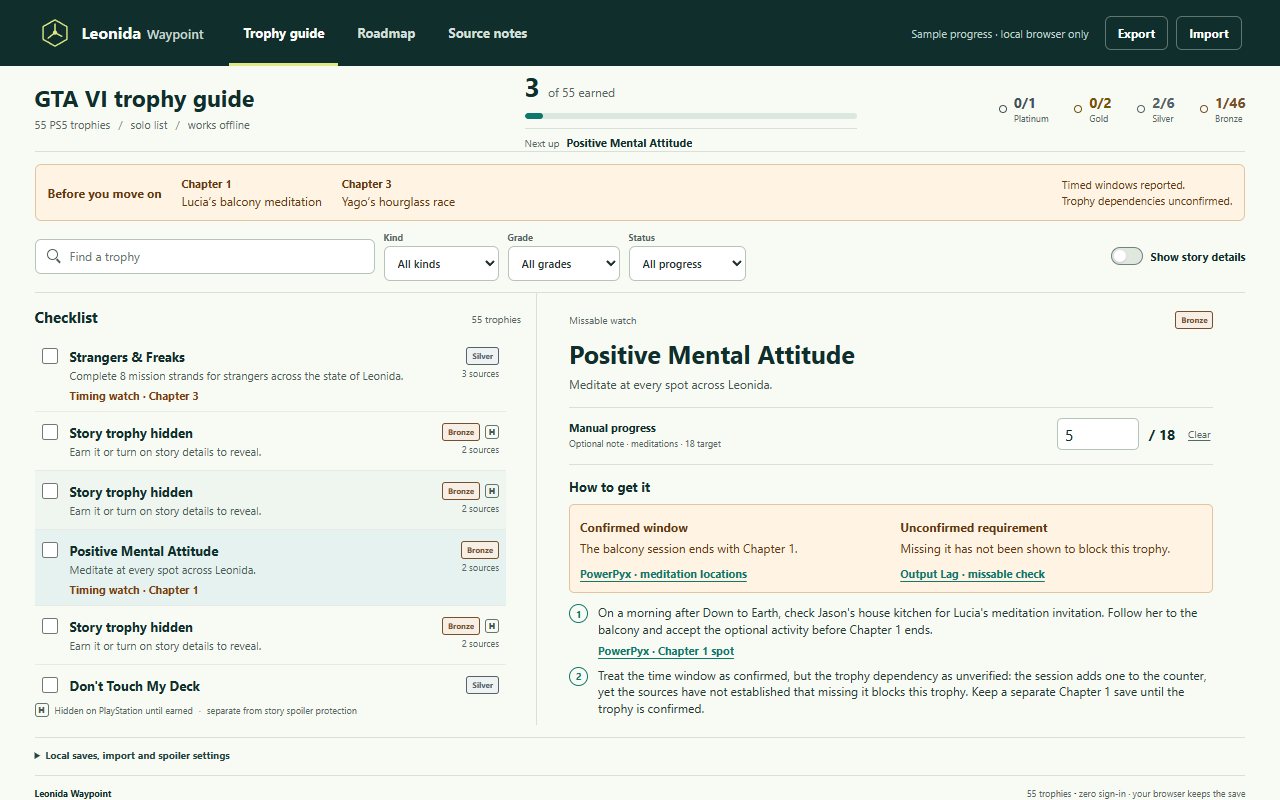 Leonida Waypoint
Trophy guide
Roadmap
Source notes
Sample progress · local browser only
Export
Import
GTA VI trophy guide
55 PS5 trophies / solo list / works offline
3 of 55 earned
Next up Positive Mental Attitude
0/1
Platinum
0/2
Gold
2/6
Silver
1/46
Bronze
Before you move on
Chapter 1
Lucia’s balcony meditation
Chapter 3
Yago’s hourglass race
Timed windows reported.
Trophy dependencies unconfirmed.
Find a trophy
Kind
All kinds
Grade
All grades
Status
All progress
Show story details
Checklist
55 trophies
Strangers & Freaks
Silver
Complete 8 mission strands for strangers across the state of Leonida.
3 sources
Timing watch · Chapter 3
Story trophy hidden
Bronze H
Earn it or turn on story details to reveal.
2 sources
Story trophy hidden
Bronze H
Earn it or turn on story details to reveal.
2 sources
Positive Mental Attitude
Bronze
Meditate at every spot across Leonida.
2 sources
Timing watch · Chapter 1
Story trophy hidden
Bronze H
Earn it or turn on story details to reveal.
2 sources
Don't Touch My Deck
Silver
H Hidden on PlayStation until earned · separate from story spoiler protection
Missable watch
Bronze
Positive Mental Attitude
Meditate at every spot across Leonida.
Manual progress
Optional note · meditations · 18 target
5 / 18 Clear
How to get it
Confirmed window
The balcony session ends with Chapter 1.
PowerPyx · meditation locations
Unconfirmed requirement
Missing it has not been shown to block this trophy.
Output Lag · missable check
1 On a morning after Down to Earth, check Jason's house kitchen for Lucia's meditation invitation. Follow her to the
balcony and accept the optional activity before Chapter 1 ends.
PowerPyx · Chapter 1 spot
2 Treat the time window as confirmed, but the trophy dependency as unverified: the session adds one to the counter,
yet the sources have not established that missing it blocks this trophy. Keep a separate Chapter 1 save until the
trophy is confirmed.
Local saves, import and spoiler settings
Leonida Waypoint
55 trophies · zero sign-in · your browser keeps the save